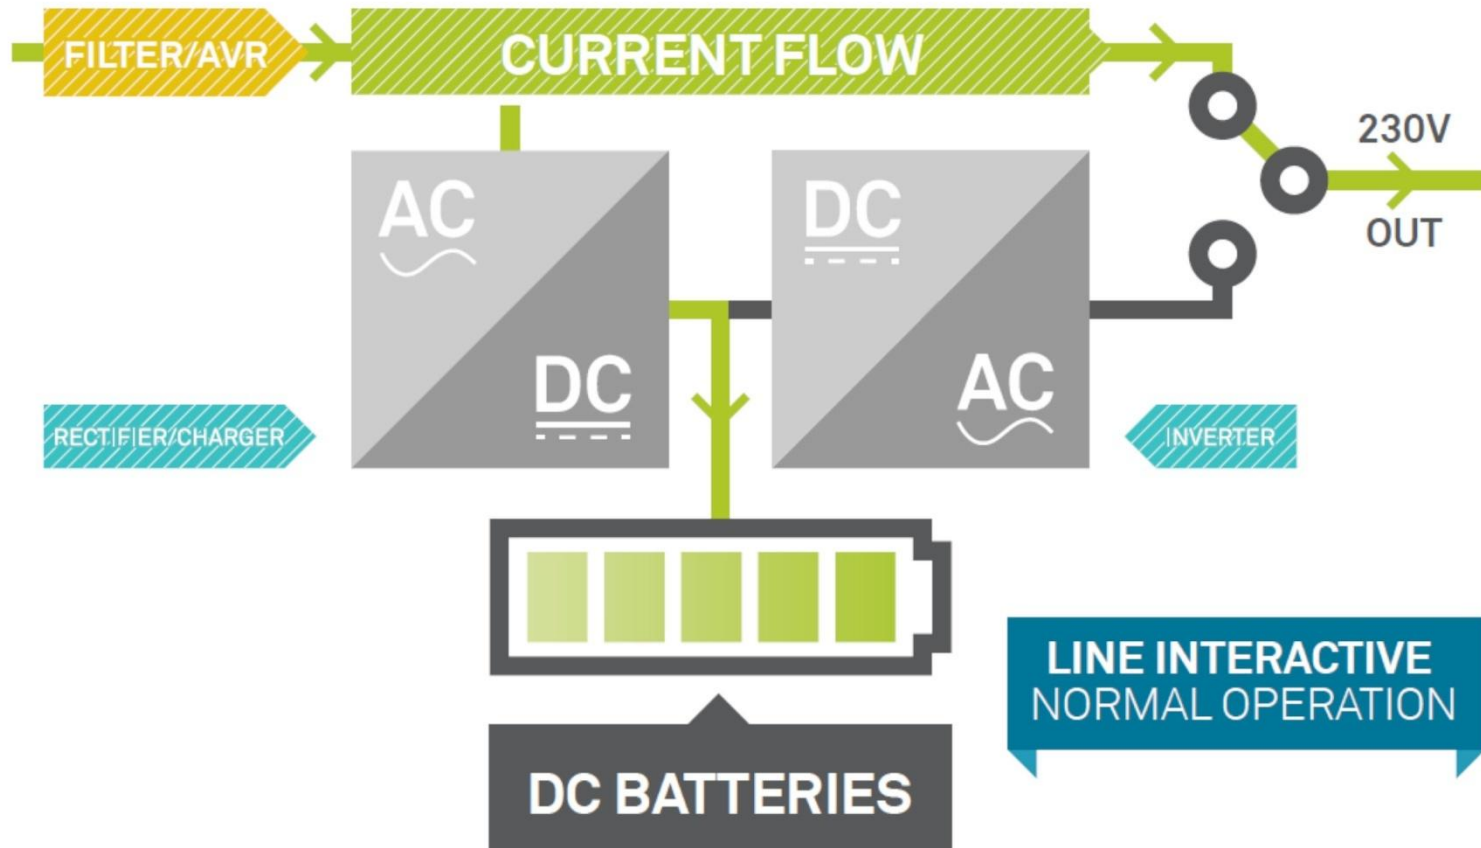 FILTER/AVR
CURRENT FLOW
230V
OUT
AC
DC
DC
AC
RECTIFIER/CHARGER
INVERTER
LINE INTERACTIVE
NORMAL OPERATION
DC BATTERIES